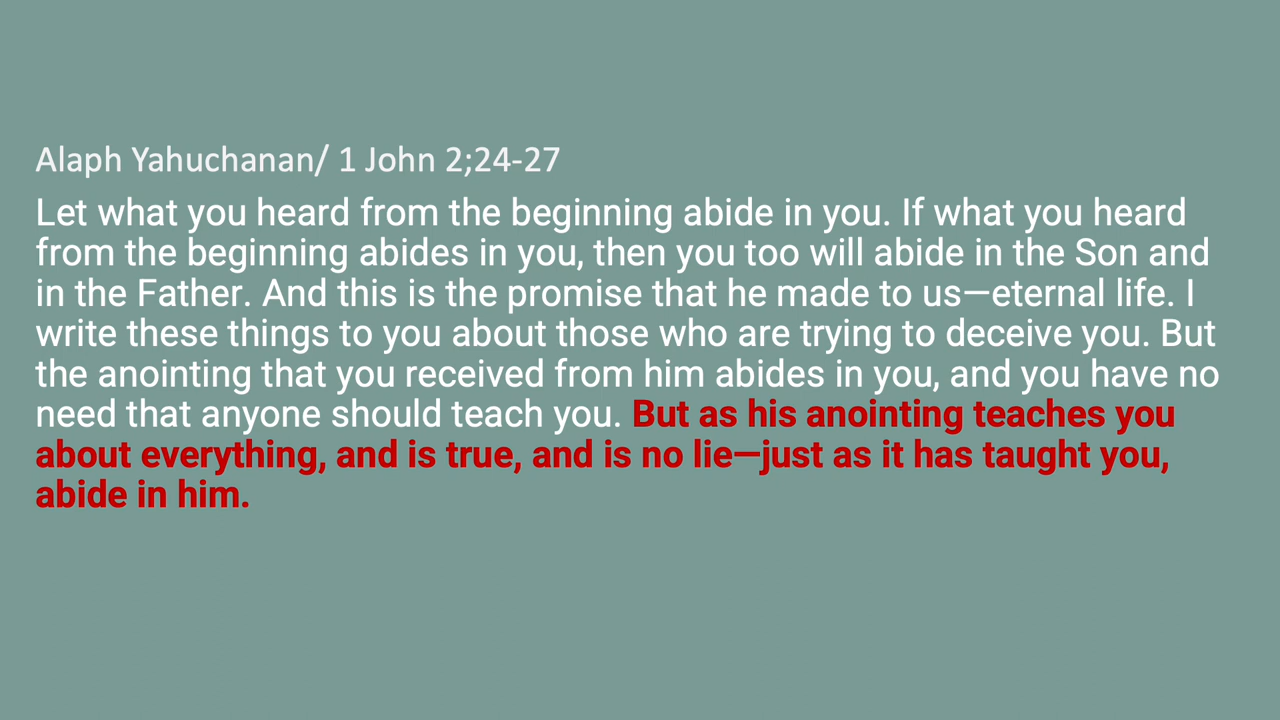 Alaph Yahuchanan/ 1 John 2;24-27
Let what you heard from the beginning abide in you. If what you heard
from the beginning abides in you, then you too will abide in the Son and
in the Father. And this is the promise that he made to us—eternal life. I
write these things to you about those who are trying to deceive you. But
the anointing that you received from him abides in you, and you have no
need that anyone should teach you. But as his anointing teaches you
about everything, and is true, and is no lie—just as it has taught you,
abide in him.